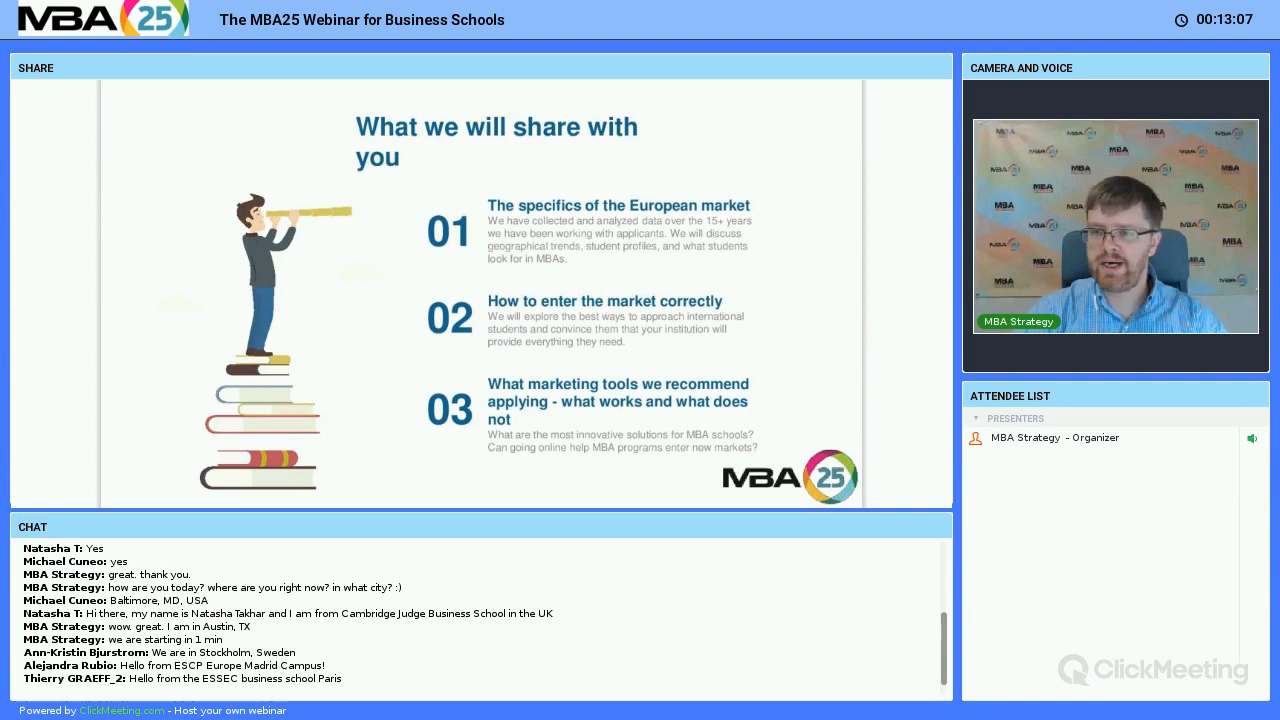 MBA 25
The MBA25 Webinar for Business Schools
00:13:07
SHARE
What we will share with
you
01
The specifics of the European market
We have collected and analyzed data over the 15+ years
we have been working with applicants. We will discuss
geographical trends, student profiles, and what students
look for in MBAs.
02
How to enter the market correctly
We will explore the best ways to approach international
students and convince them that your institution will
provide everything they need.
03
What marketing tools we recommend
applying - what works and what does
not
What are the most innovative solutions for MBA schools?
Can going online help MBA programs enter new markets?
MBA 25
CAMERA AND VOICE
MBA Strategy
ATTENDEE LIST
PRESENTERS
MBA Strategy - Organizer
ClickMeeting
CHAT
Natasha T: Yes
Michael Cuneo: yes
MBA Strategy: great. thank you.
MBA Strategy: how are you today? where are you right now? in what city? :)
Michael Cuneo: Baltimore, MD, USA
Natasha T: Hi there, my name is Natasha Takhar and I am from Cambridge Judge Business School in the UK
MBA Strategy: wow. great. I am in Austin, TX
MBA Strategy: we are starting in 1 min
Ann-Kristin Bjurstrom: We are in Stockholm, Sweden
Alejandra Rubio: Hello from ESCP Europe Madrid Campus!
Thierry GRAEFF_2: Hello from the ESSEC business school Paris
Powered by ClickMeeting.com - Host your own webinar